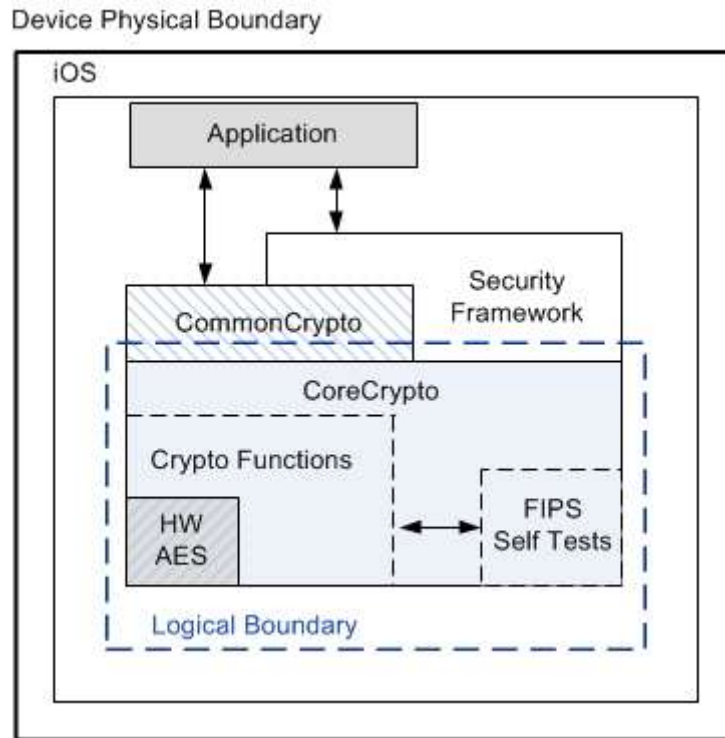 Device Physical Boundary
iOS
Application
Security
Framework
CommonCrypto
CoreCrypto
Crypto Functions
HW
AES
FIPS
Self Tests
Logical Boundary